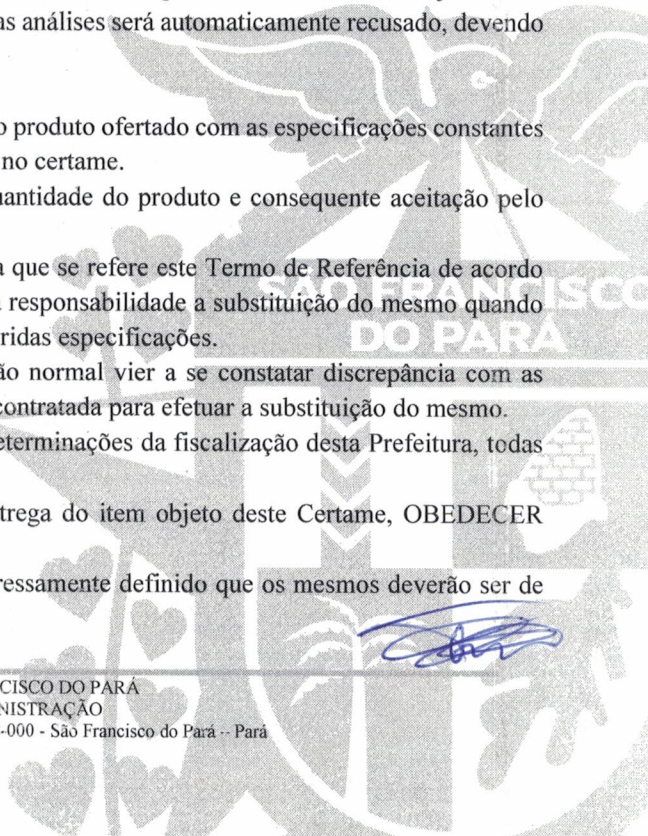 as análises será automaticamente recusado, devendo
o produto ofertado com as especificações constantes
no certame.
uantidade do produto e consequente aceitação pelo
a que se refere este Termo de Referência de acordo
responsabilidade a substituição do mesmo quando
SÃO FRANCISCO
DO PARÁ
ridas especificações.
ão normal vier a se constatar discrepância com as
contratada para efetuar a substituição do mesmo.
eterminações da fiscalização desta Prefeitura, todas
trega do item objeto deste Certame, OBEDECER
ressamente definido que os mesmos deverão ser de
CISCO DO PARÁ
NISTRAÇÃO
-000 - São Francisco do Pará -- Pará